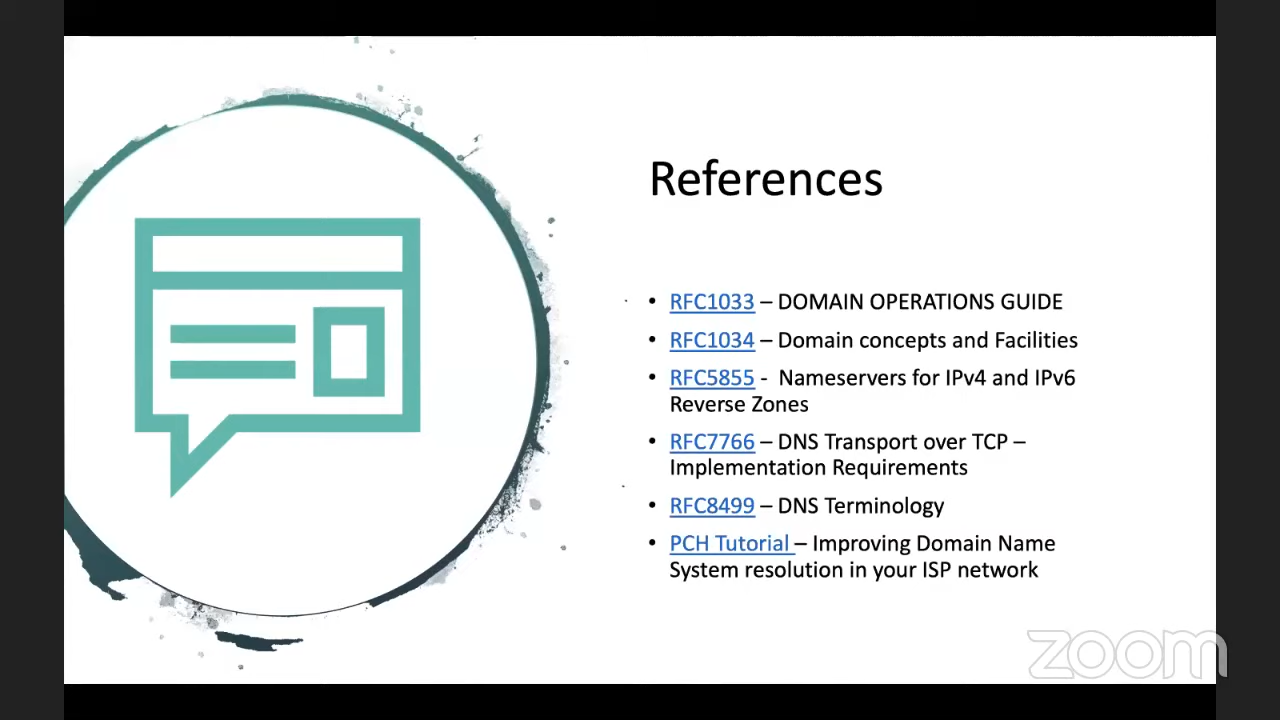 References
• RFC1033 – DOMAIN OPERATIONS GUIDE
• RFC1034 – Domain concepts and Facilities
• RFC5855 -  Nameservers for IPv4 and IPv6
Reverse Zones
• RFC7766 – DNS Transport over TCP –
Implementation Requirements
• RFC8499 – DNS Terminology
• PCH Tutorial – Improving Domain Name
System resolution in your ISP network
zoom